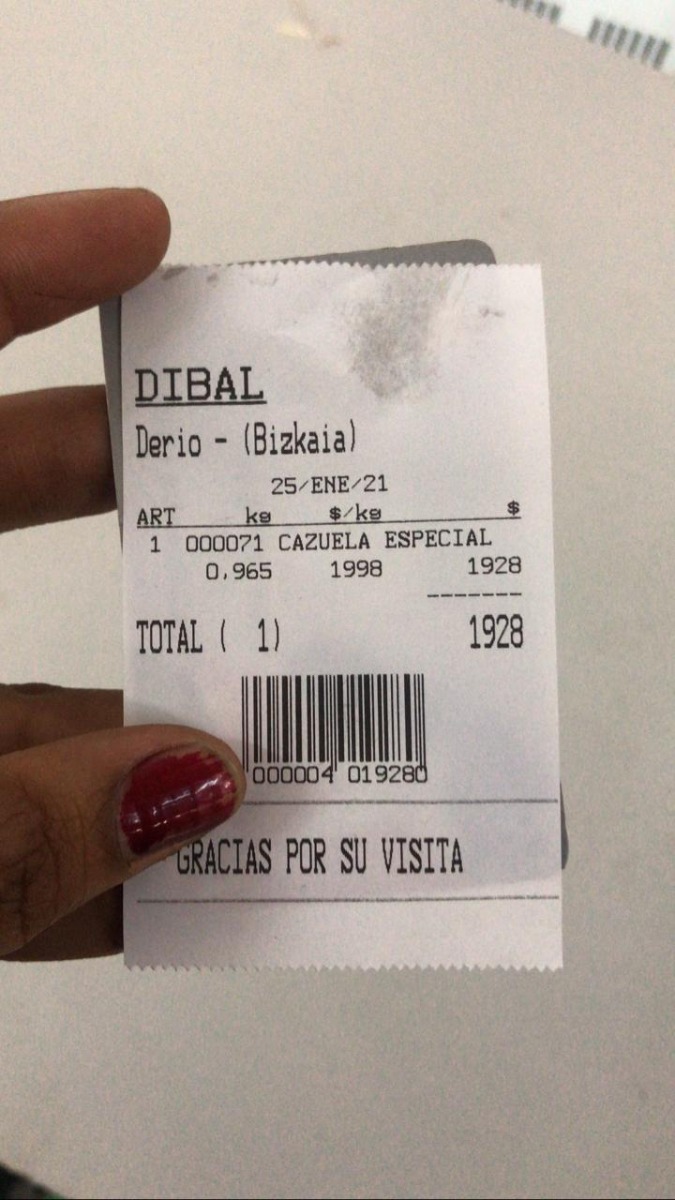 DIBAL
Derio - (Bizkaia)
25/ENE/21
ART kg $/kg $
1 000071 CAZUELA ESPECIAL
0,965 1998 1928
-------
TOTAL ( 1) 1928
000004 019280
GRACIAS POR SU VISITA